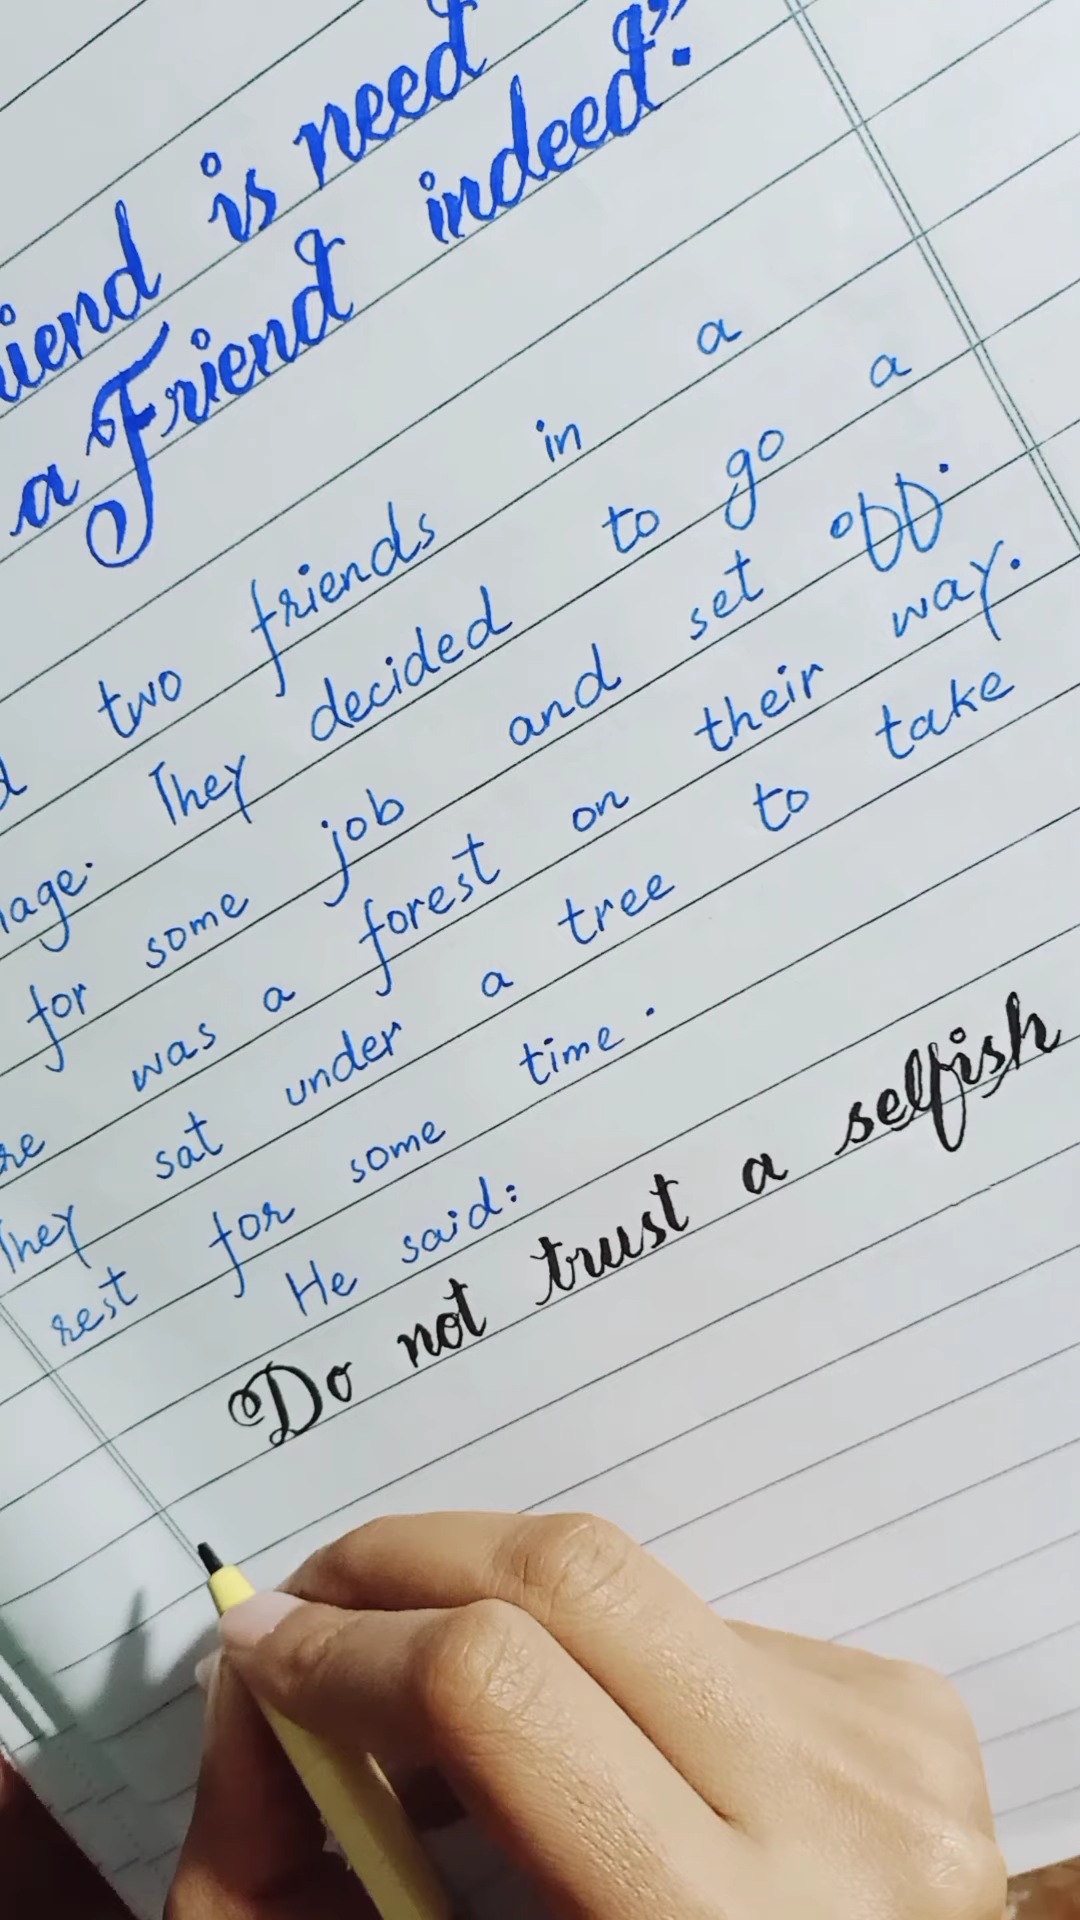 is need
a Friend indeed."
two friends in a
They decided to go a
for some job and set off.
was a forest on their way.
They sat under a tree to take
rest for some time.
He said:
Do not trust a selfish